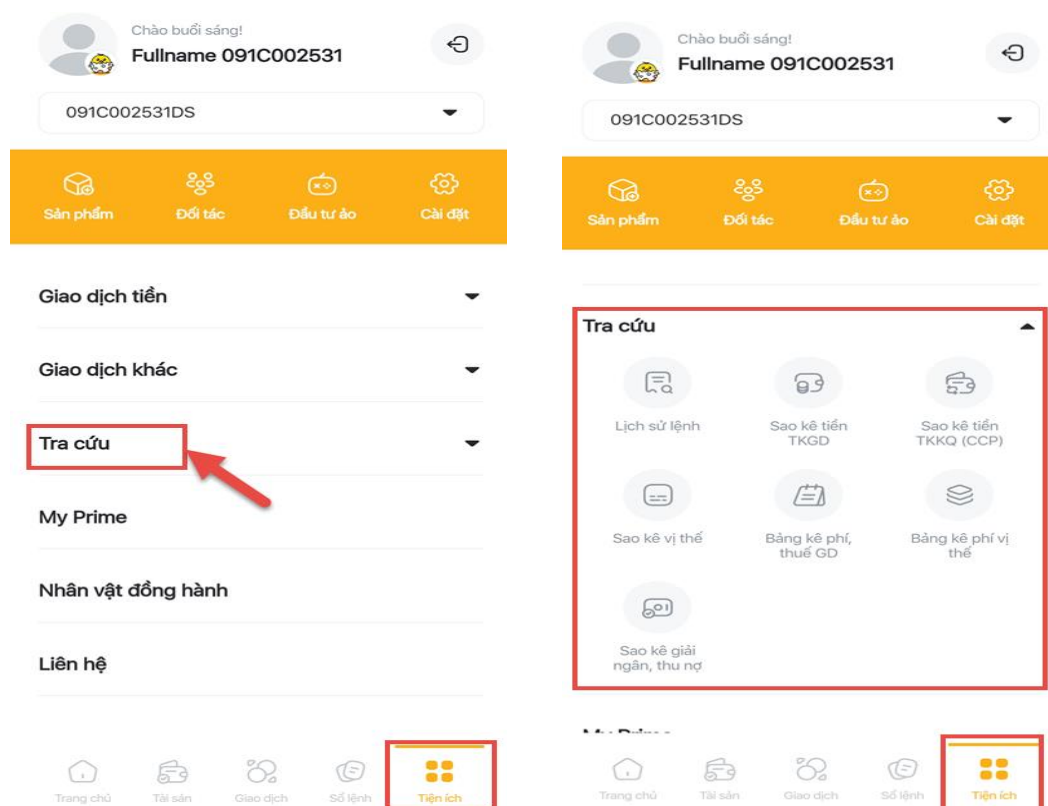 Chào buổi sáng!
Fullname 091C002531
091C002531DS
Sản phẩm
Đối tác
Đầu tư ảo
Cài đặt
Giao dịch tiền
Giao dịch khác
Tra cứu
My Prime
Nhân vật đồng hành
Liên hệ
Trang chủ
Tài sản
Giao dịch
Sổ lệnh
Tiện ích
Chào buổi sáng!
Fullname 091C002531
091C002531DS
Sản phẩm
Đối tác
Đầu tư ảo
Cài đặt
Tra cứu
Lịch sử lệnh
Sao kê tiền
TKGD
Sao kê tiền
TKKQ (CCP)
Sao kê vị thế
Bảng kê phí,
thuế GD
Bảng kê phí vị
thế
Sao kê giải
ngân, thu nợ
My Prime
Trang chủ
Tài sản
Giao dịch
Sổ lệnh
Tiện ích